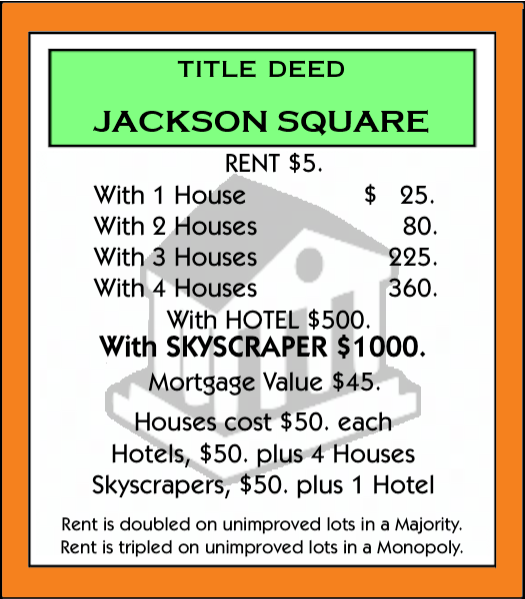 TITLE DEED
JACKSON SQUARE
RENT $5.
With 1 House $ 25.
With 2 Houses 80.
With 3 Houses 225.
With 4 Houses 360.
With HOTEL $500.
With SKYSCRAPER $1000.
Mortgage Value $45.
Houses cost $50. each
Hotels, $50. plus 4 Houses
Skyscrapers, $50. plus 1 Hotel
Rent is doubled on unimproved lots in a Majority.
Rent is tripled on unimproved lots in a Monopoly.